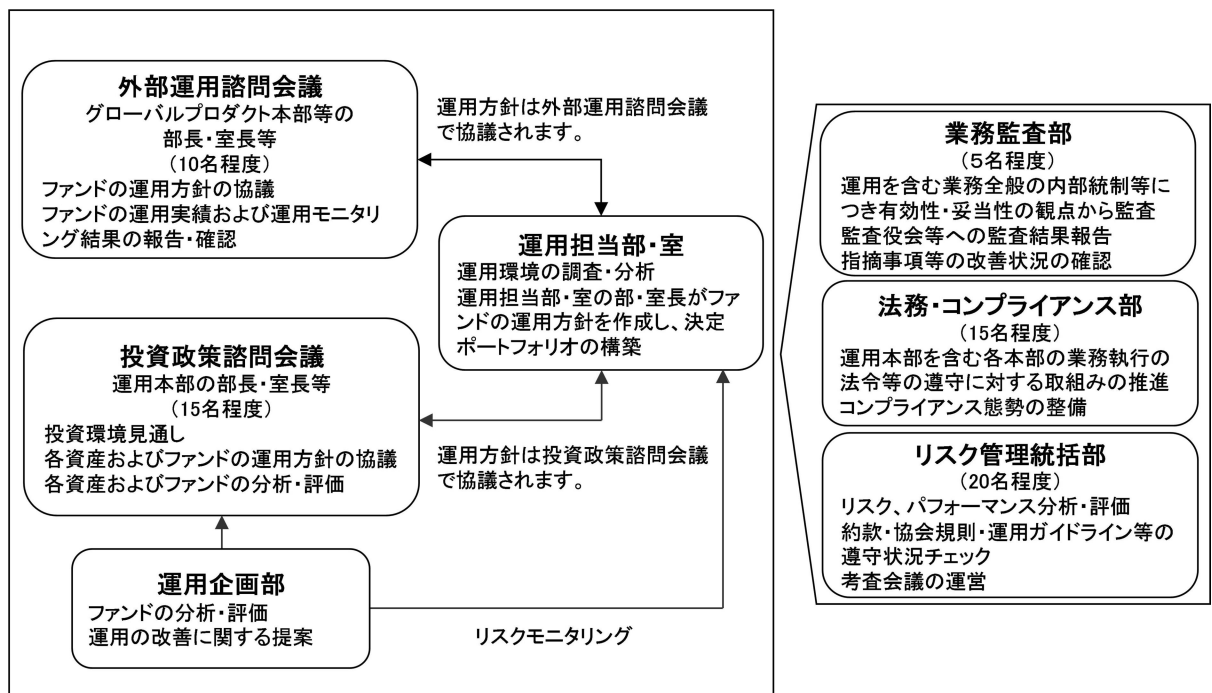 外部運用諮問会議
グローバルプロダクト本部等の
部長・室長等
(10名程度)
ファンドの運用方針の協議
ファンドの運用実績および運用モニタリ
ング結果の報告・確認
運用方針は外部運用諮問会議
で協議されます。
運用担当部・室
運用環境の調査・分析
運用担当部・室の部・室長がファ
ンドの運用方針を作成し、決定
ポートフォリオの構築
投資政策諮問会議
運用本部の部長・室長等
(15名程度)
投資環境見通し
各資産およびファンドの運用方針の協議
各資産およびファンドの分析・評価
運用方針は投資政策諮問会議
で協議されます。
運用企画部
ファンドの分析・評価
運用の改善に関する提案
リスクモニタリング
業務監査部
(5名程度)
運用を含む業務全般の内部統制等に
つき有効性・妥当性の観点から監査
監査役会等への監査結果報告
指摘事項等の改善状況の確認
法務・コンプライアンス部
(15名程度)
運用本部を含む各本部の業務執行の
法令等の遵守に対する取組みの推進
コンプライアンス態勢の整備
リスク管理統括部
(20名程度)
リスク、パフォーマンス分析・評価
約款・協会規則・運用ガイドライン等の
遵守状況チェック
考査会議の運営